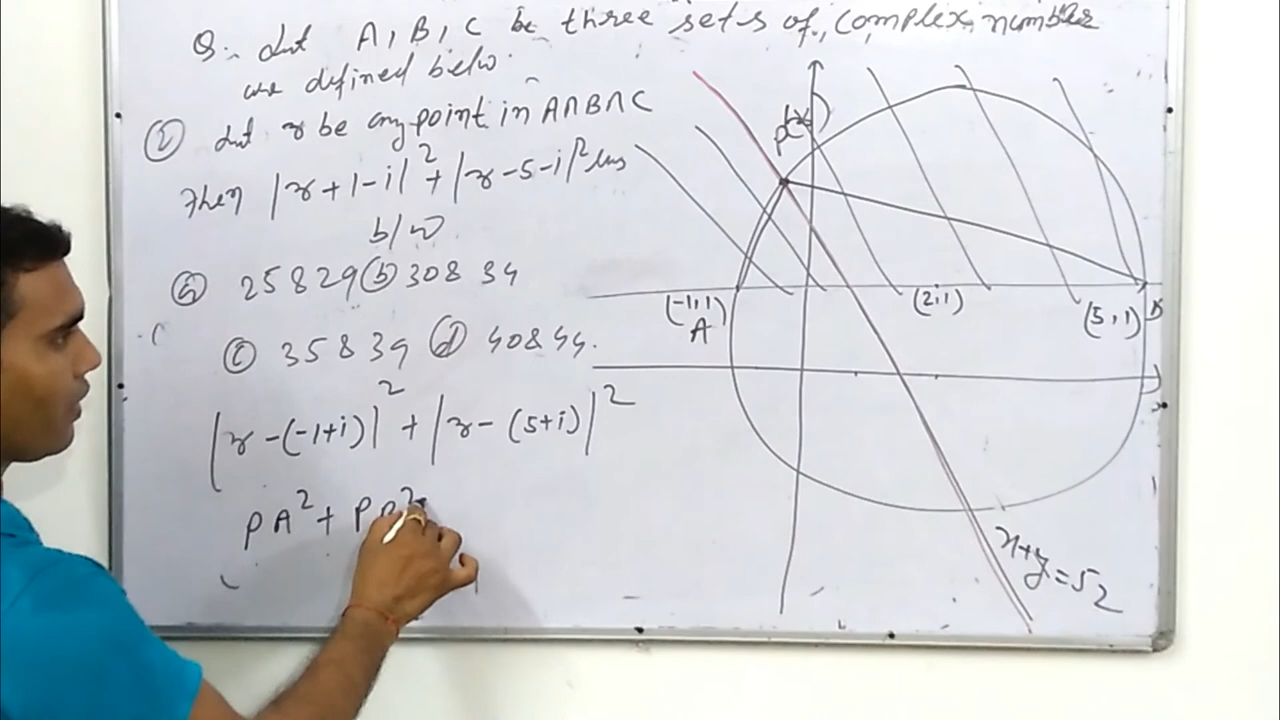 Q. Let A, B, C be three sets of complex number
are defined below.
(2) Let z be any point in A∩B∩C
Then |z+1-i|² + |z-5-i|² lies
b/w
(a) 25 & 29 (b) 30 & 34
(c) 35 & 39 (d) 40 & 44.
|z-(-1+i)|² + |z-(5+i)|²
PA² + PB²
P(z)
(-1,1)
A
(2,1)
(5,1) B
x+y=√2